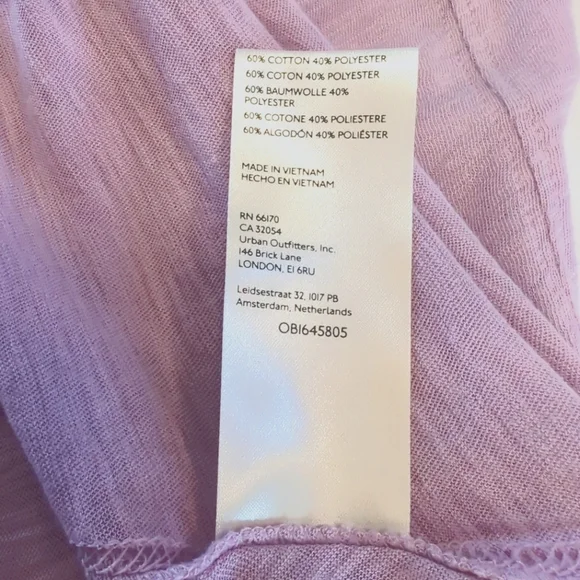 60% COTTON 40% POLYESTER
60% COTON 40% POLYESTER
60% BAUMWOLLE 40%
POLYESTER
60% COTONE 40% POLIESTERE
60% ALGODÓN 40% POLIÉSTER
MADE IN VIETNAM
HECHO EN VIETNAM
RN 66170
CA 32054
Urban Outfitters, Inc.
146 Brick Lane
LONDON, E1 6RU
Leidsestraat 32, 1017 PB
Amsterdam, Netherlands
OB1645805